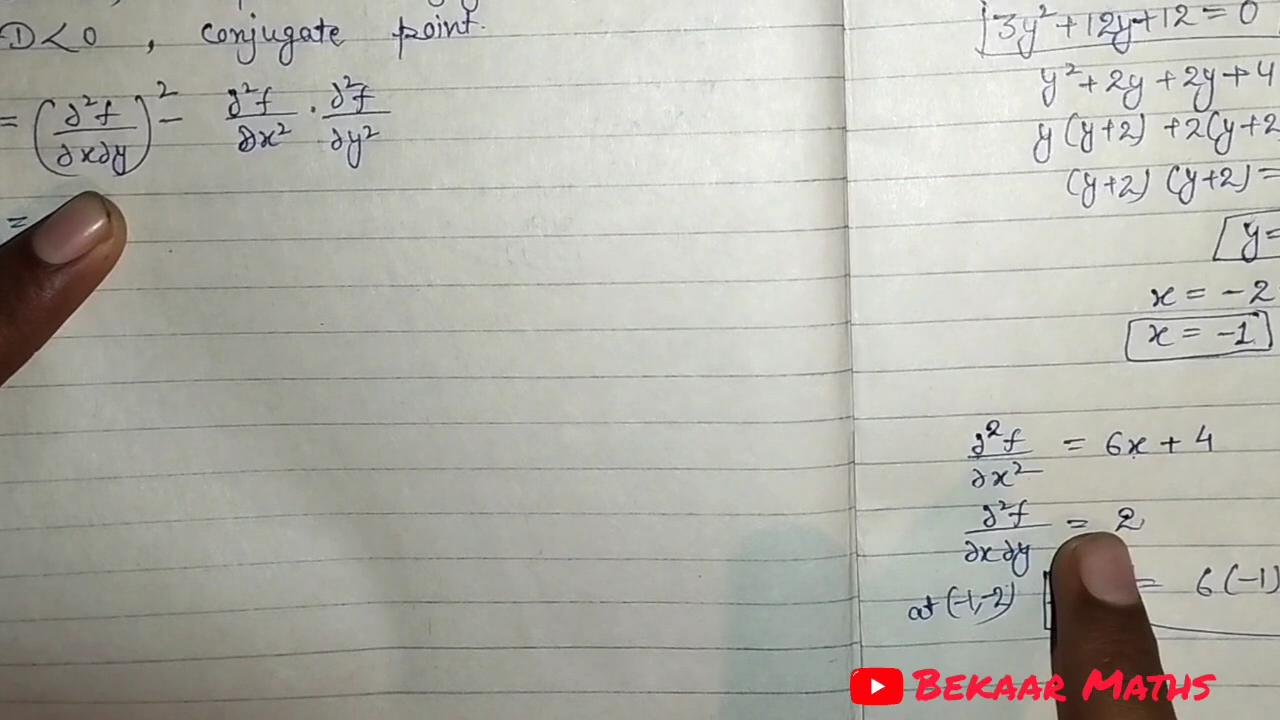 D<0 , conjugate point.
= (∂²f/∂x∂y)² - ∂²f/∂x² · ∂²f/∂y²
=
3y²+12y+12=0
y²+2y+2y+4
y(y+2)+2(y+2
(y+2)(y+2)=
y=
x = -2
x = -1
∂²f/∂x² = 6x+4
∂²f/∂x∂y = 2
at (-1,-2) = 6(-1)
BEKAAR MATHS